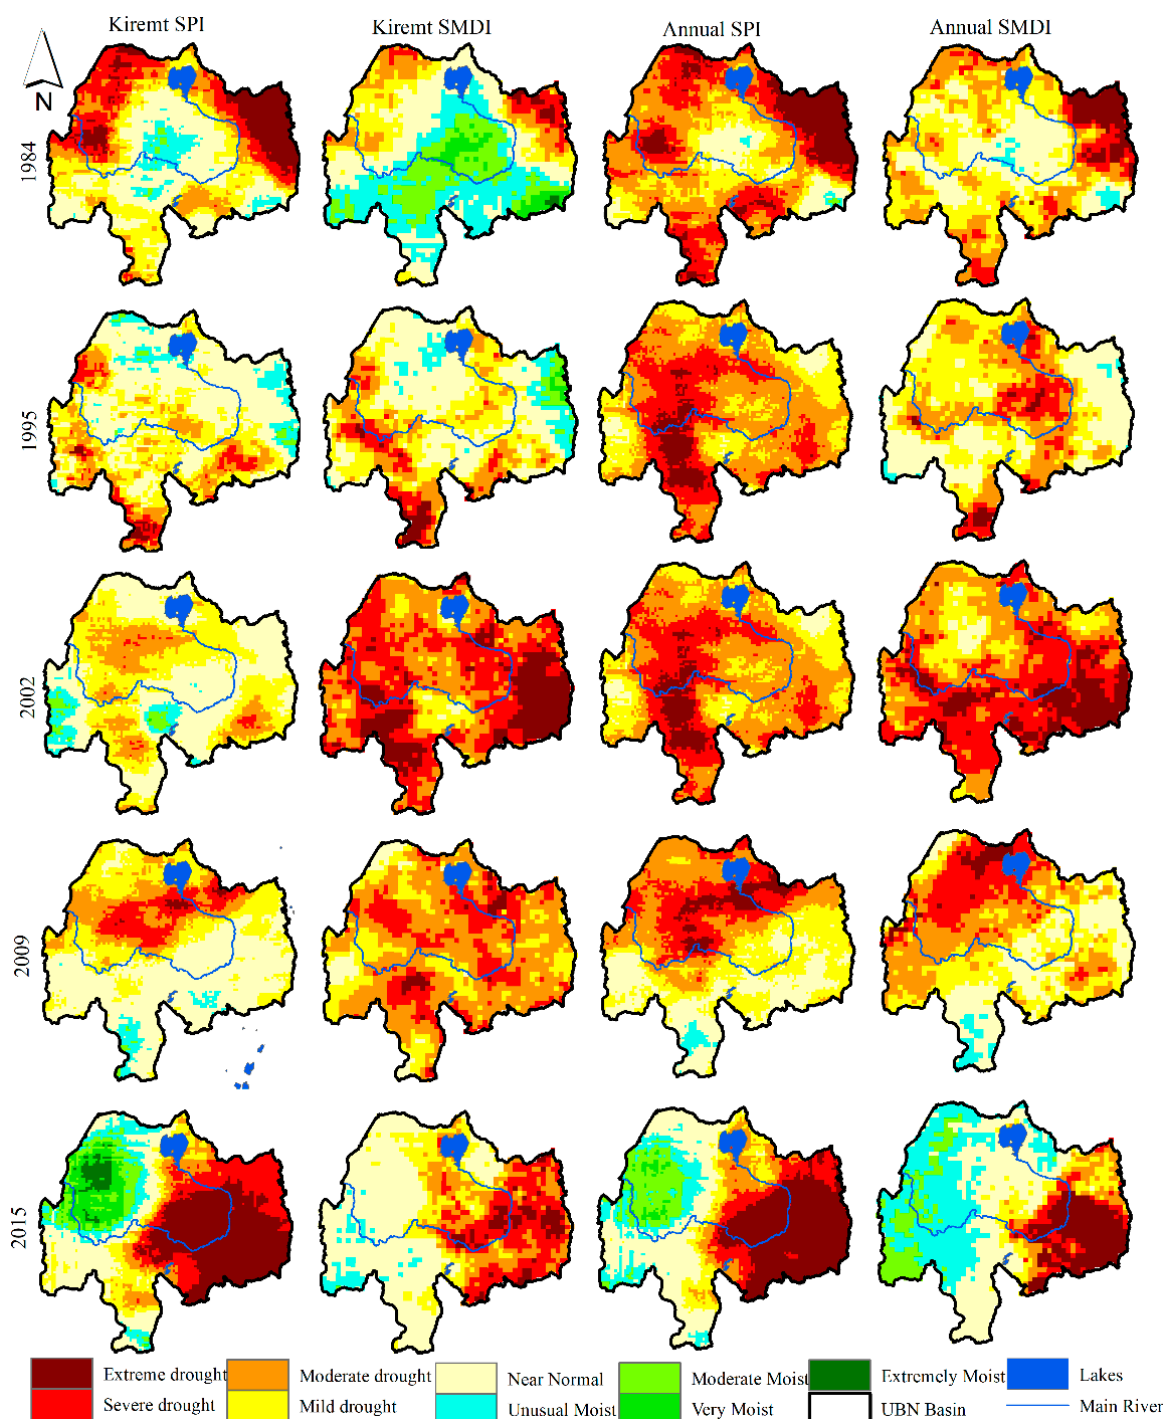 Kiremt SPI Kiremt SMDI Annual SPI Annual SMDI
N
1984
1995
2002
2009
2015
Extreme drought Moderate drought Near Normal Moderate Moist Extremely Moist Lakes
Severe drought Mild drought Unusual Moist Very Moist UBN Basin Main River